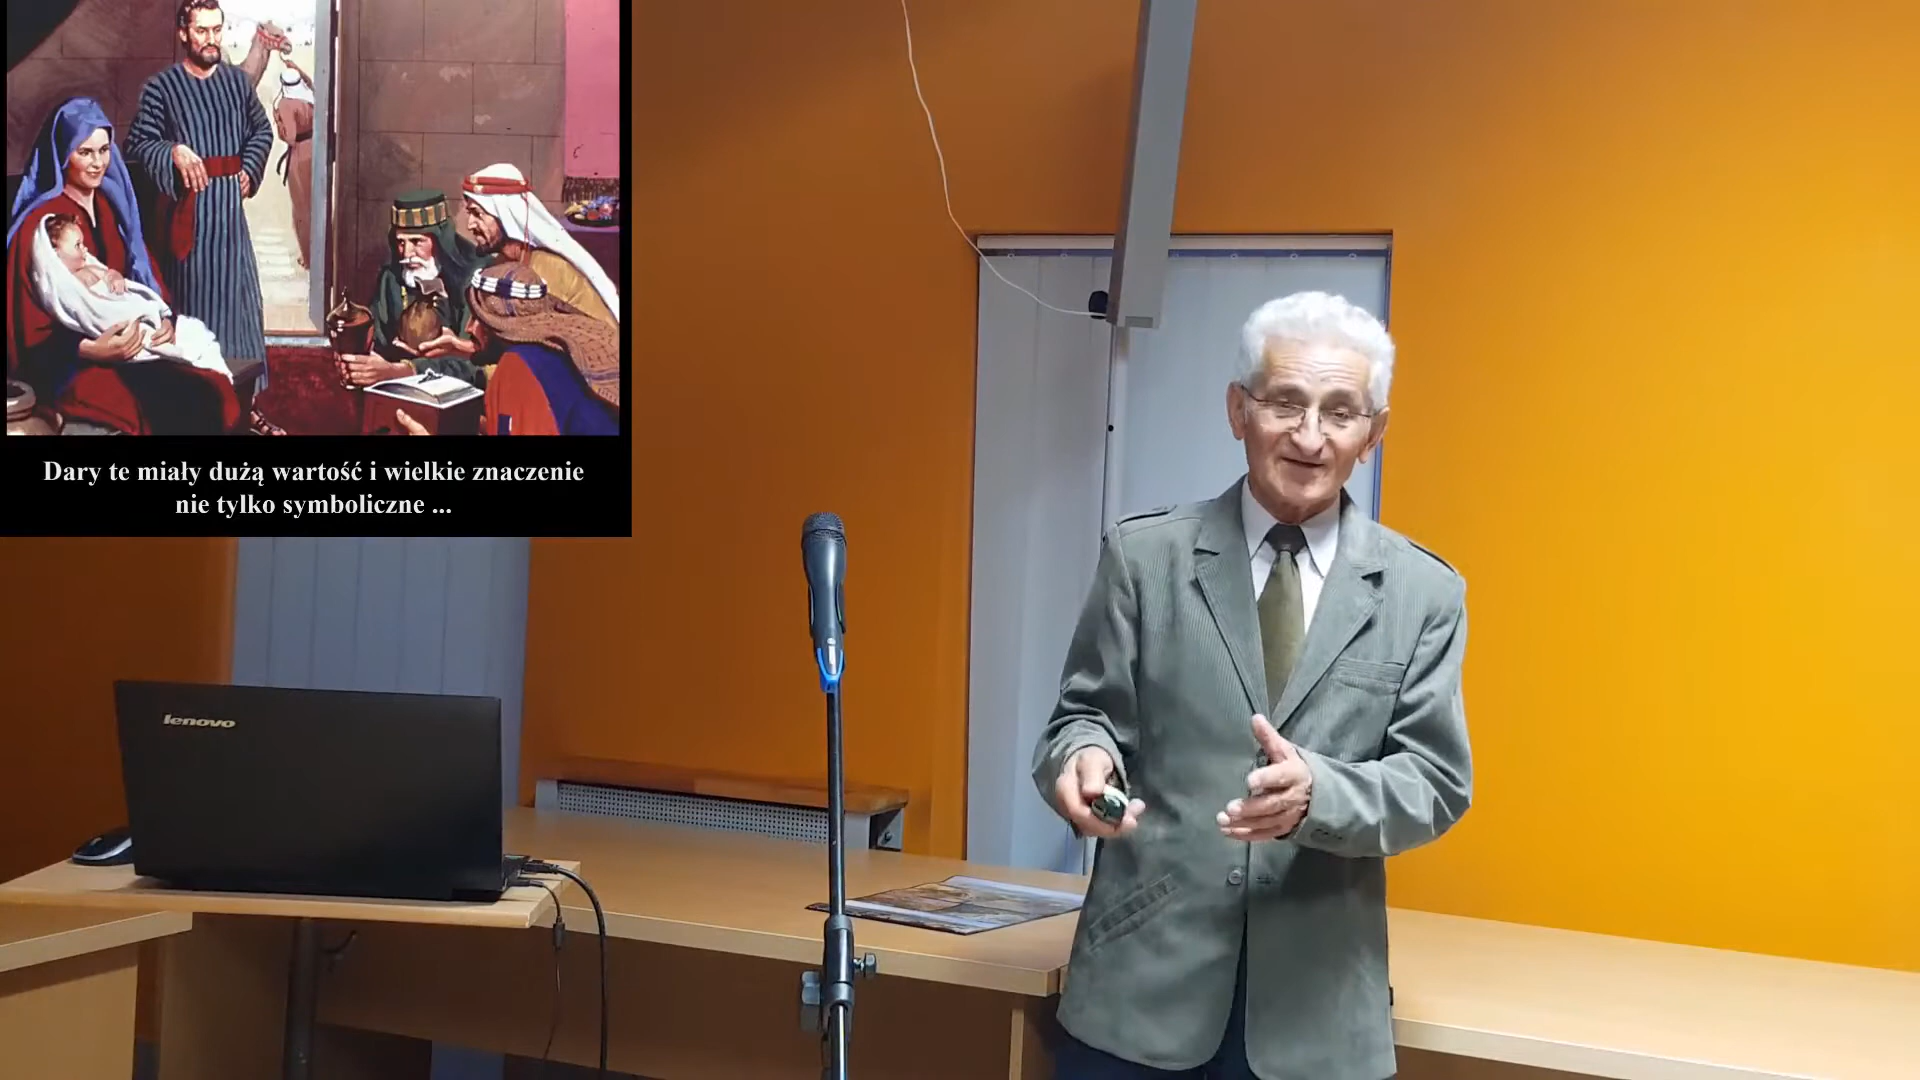 Dary te miały dużą wartość i wielkie znaczenie
nie tylko symboliczne ...
lenovo